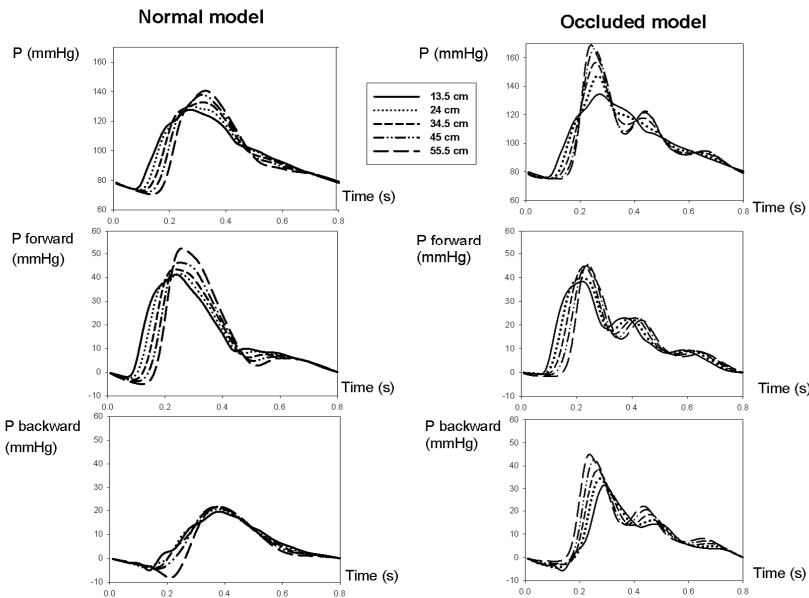 Normal model
Occluded model
P (mmHg)
160
140
120
100
80
60
0.0 0.2 0.4 0.6 0.8
Time (s)
13.5 cm
24 cm
34.5 cm
45 cm
55.5 cm
P (mmHg)
160
140
120
100
80
60
0.0 0.2 0.4 0.6 0.8
Time (s)
P forward
(mmHg)
60
50
40
30
20
10
0
-10
0.0 0.2 0.4 0.6 0.8
Time (s)
P forward
(mmHg)
60
50
40
30
20
10
0
-10
0.0 0.2 0.4 0.6 0.8
Time (s)
P backward
(mmHg)
60
50
40
30
20
10
0
-10
0.0 0.2 0.4 0.6 0.8
Time (s)
P backward
(mmHg)
60
50
40
30
20
10
0
-10
0.0 0.2 0.4 0.6 0.8
Time (s)